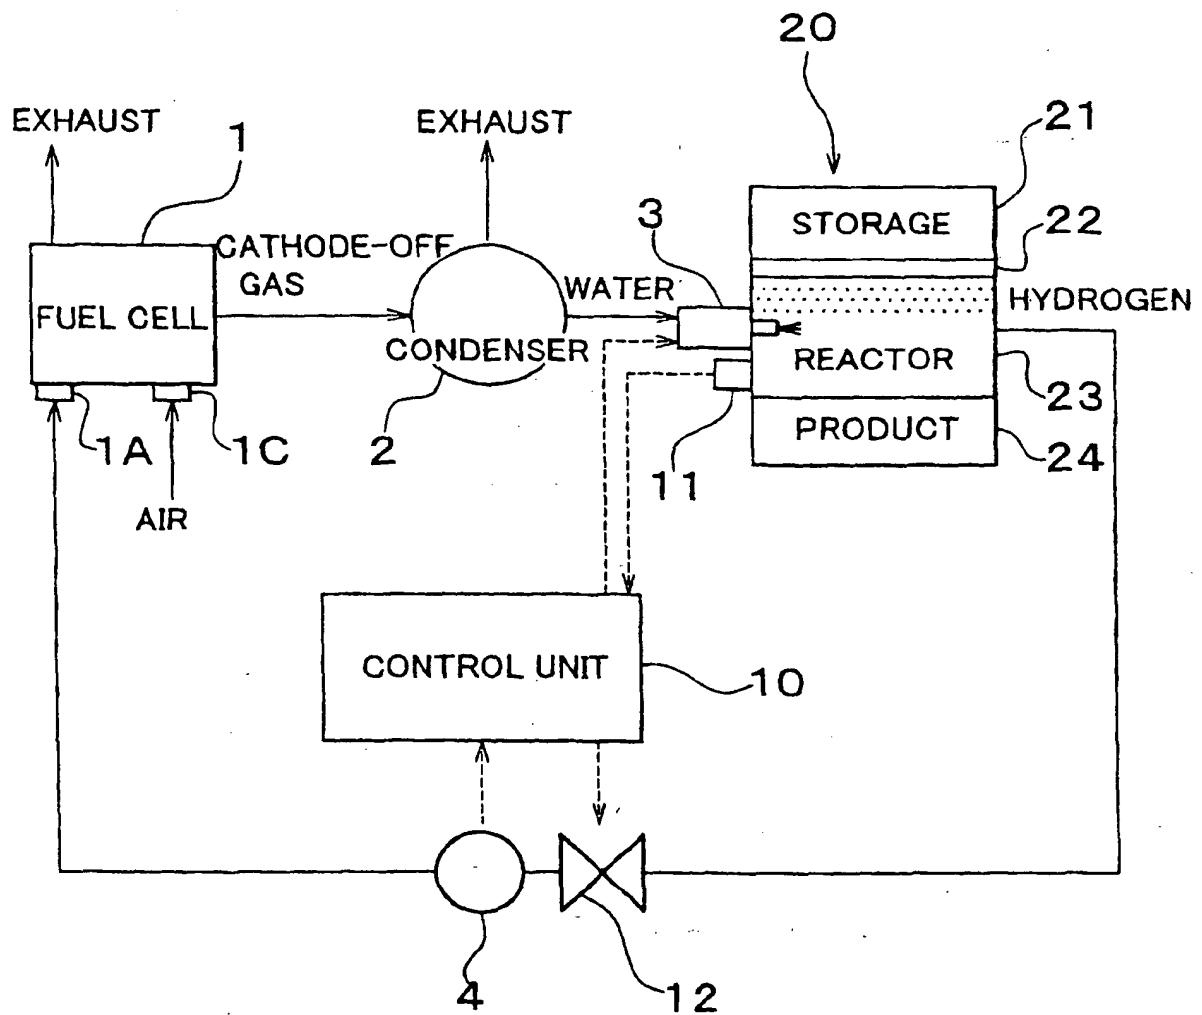 20
EXHAUST
EXHAUST
1
21
3
STORAGE
22
CATHODE-OFF
GAS
WATER
HYDROGEN
FUEL CELL
CONDENSER
REACTOR
23
1A
1C
2
11
PRODUCT
24
AIR
CONTROL UNIT
10
4
12